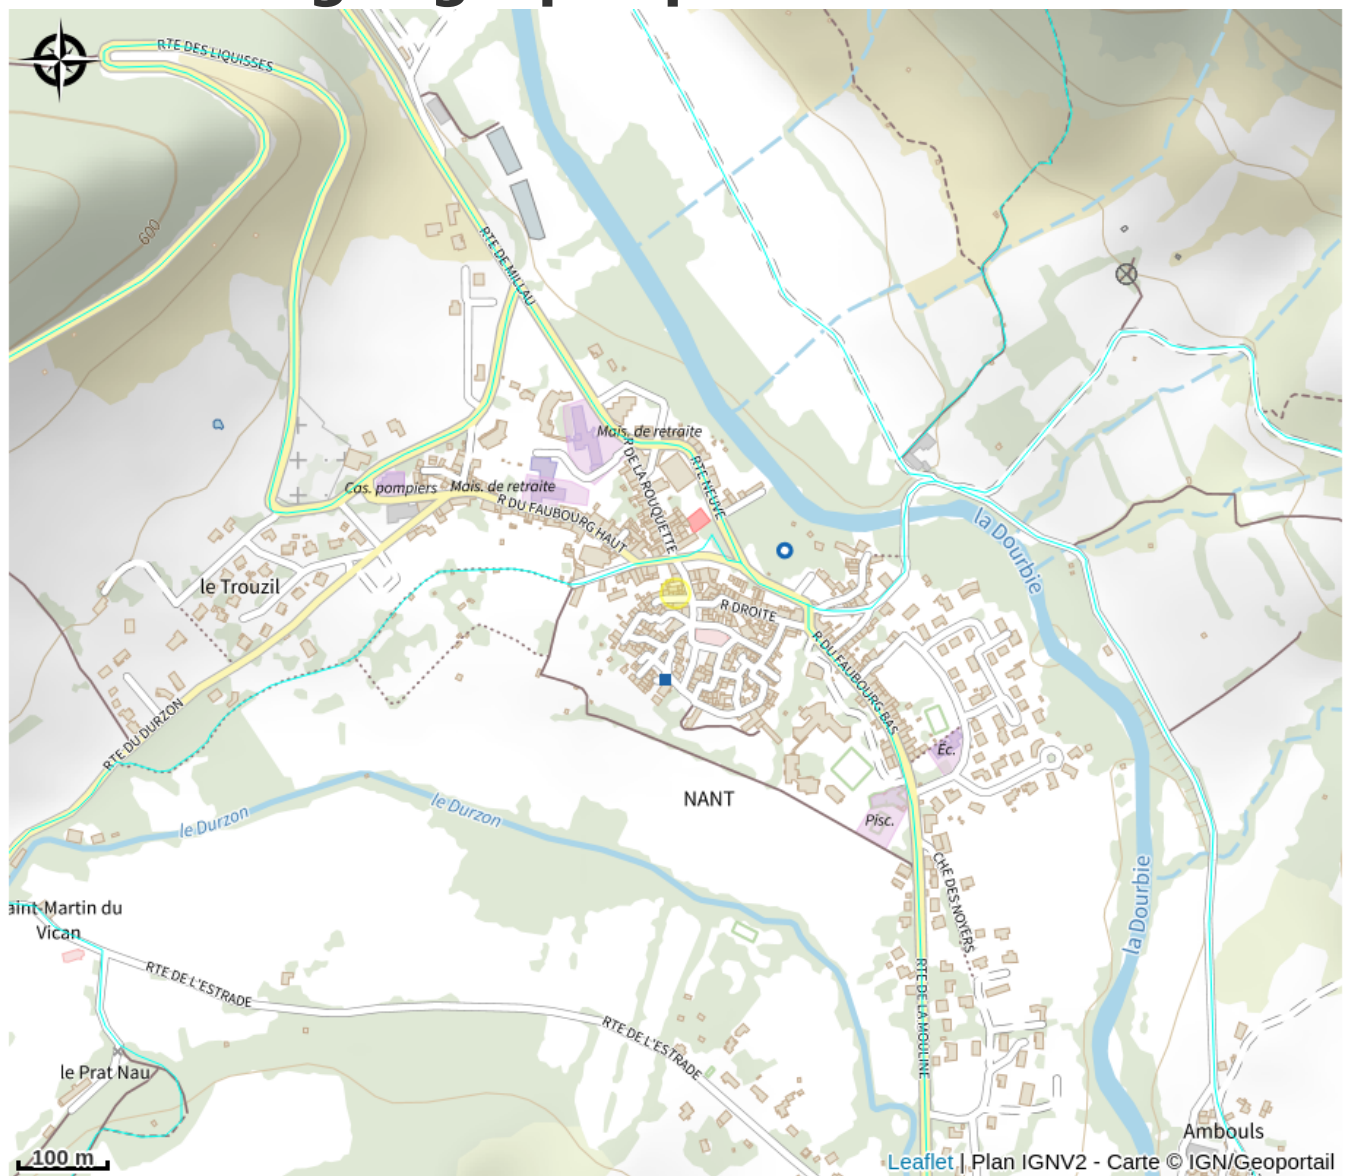 RTE DES LIQUISSES
600
RTE DE MILLAU
Mais. de retraite
R DE LA ROUQUETTE
RTE NEUVE
Cas. pompiers
Mais. de retraite
R DU FAUBOURG HAUT
la Dourbie
le Trouzil
R DROITE
R DU FAUBOURG BAS
RTE DU DURZON
Ec.
NANT
le Durzon
le Durzon
Pisc.
CHE DES NOYERS
la Dourbie
aint-Martin du
Vican
RTE DE L'ESTRADE
RTE DE LA MOULINE
RTE DE L'ESTRADE
le Prat Nau
Ambouls
100 m
Leaflet | Plan IGNV2 - Carte © IGN/Geoportail